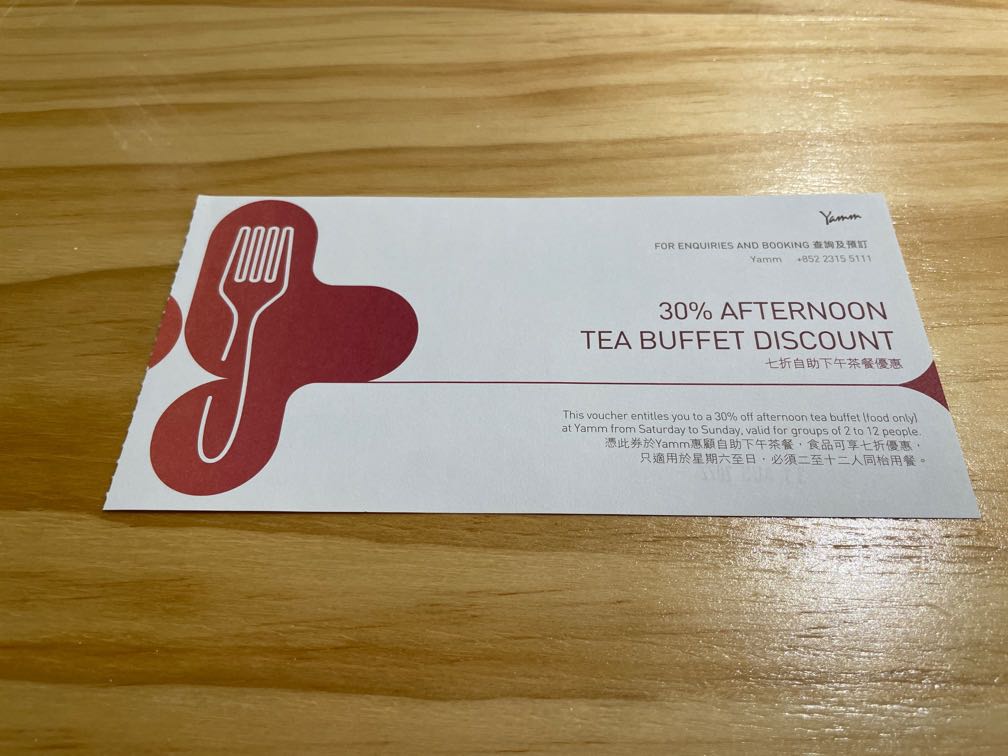 Yamm
FOR ENQUIRIES AND BOOKING 查詢及預訂
Yamm +852 2315 5111
30% AFTERNOON
TEA BUFFET DISCOUNT
七折自助下午茶餐優惠
This voucher entitles you to a 30% off afternoon tea buffet (food only)
at Yamm from Saturday to Sunday, valid for groups of 2 to 12 people.
憑此券於Yamm惠顧自助下午茶餐，食品可享七折優惠，
只適用於星期六至日，必須二至十二人同枱用餐。